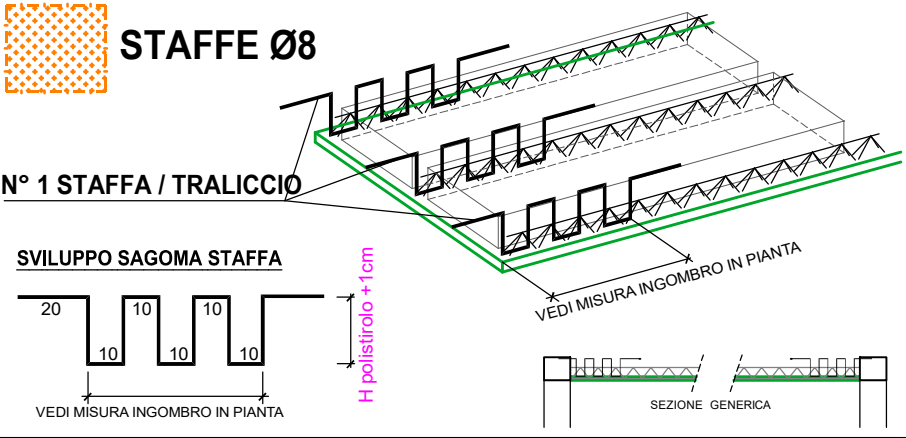 STAFFE Ø8
N° 1 STAFFA / TRALICCIO
SVILUPPO SAGOMA STAFFA
20
10
10
10
10
10
H polistirolo +1cm
VEDI MISURA INGOMBRO IN PIANTA
VEDI MISURA INGOMBRO IN PIANTA
SEZIONE GENERICA